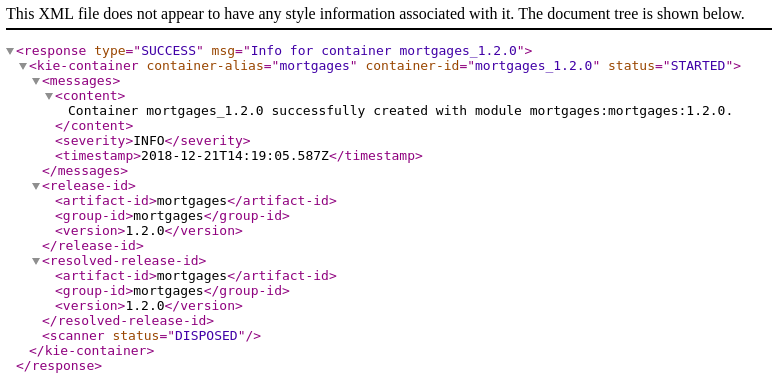 This XML file does not appear to have any style information associated with it. The document tree is shown below.
<response type="SUCCESS" msg="Info for container mortgages_1.2.0">
<kie-container container-alias="mortgages" container-id="mortgages_1.2.0" status="STARTED">
<messages>
<content>
Container mortgages_1.2.0 successfully created with module mortgages:mortgages:1.2.0.
</content>
<severity>INFO</severity>
<timestamp>2018-12-21T14:19:05.587Z</timestamp>
</messages>
<release-id>
<artifact-id>mortgages</artifact-id>
<group-id>mortgages</group-id>
<version>1.2.0</version>
</release-id>
<resolved-release-id>
<artifact-id>mortgages</artifact-id>
<group-id>mortgages</group-id>
<version>1.2.0</version>
</resolved-release-id>
<scanner status="DISPOSED"/>
</kie-container>
</response>